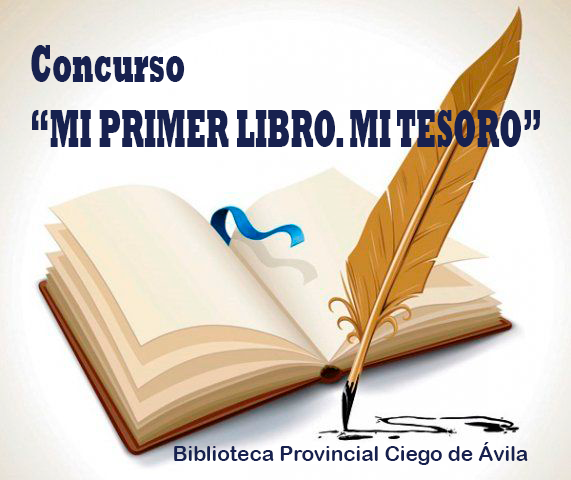 Concurso
“MI PRIMER LIBRO. MI TESORO”
Biblioteca Provincial Ciego de Ávila